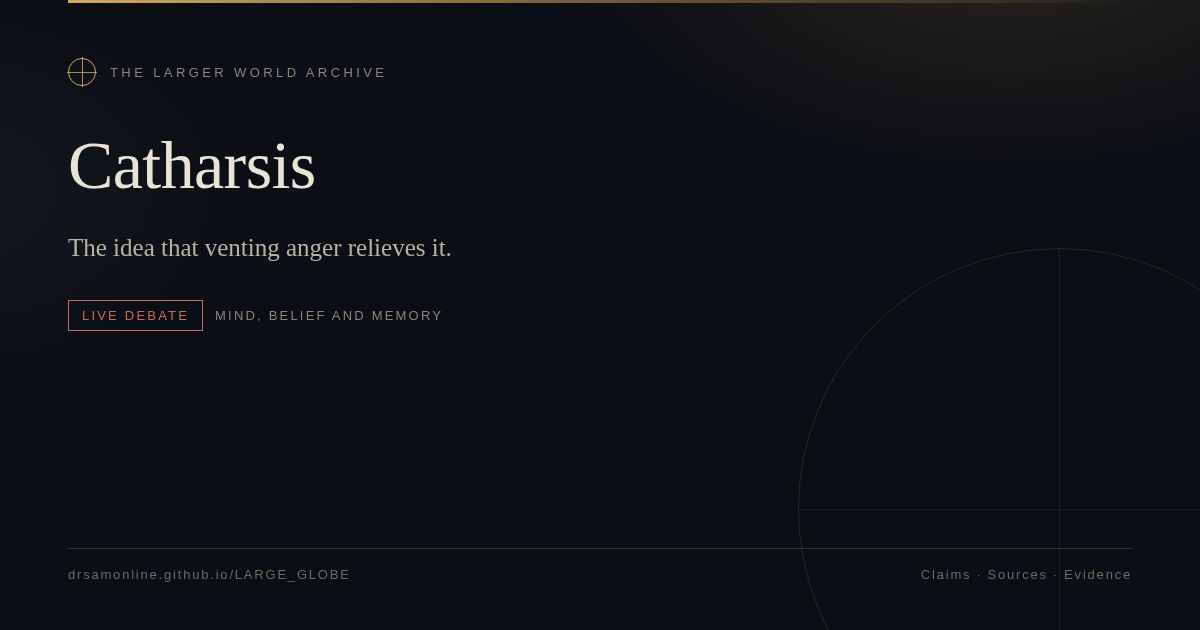 THE LARGER WORLD ARCHIVE
Catharsis
The idea that venting anger relieves it.
LIVE DEBATE MIND, BELIEF AND MEMORY
drsamonline.github.io/LARGE_GLOBE Claims · Sources · Evidence